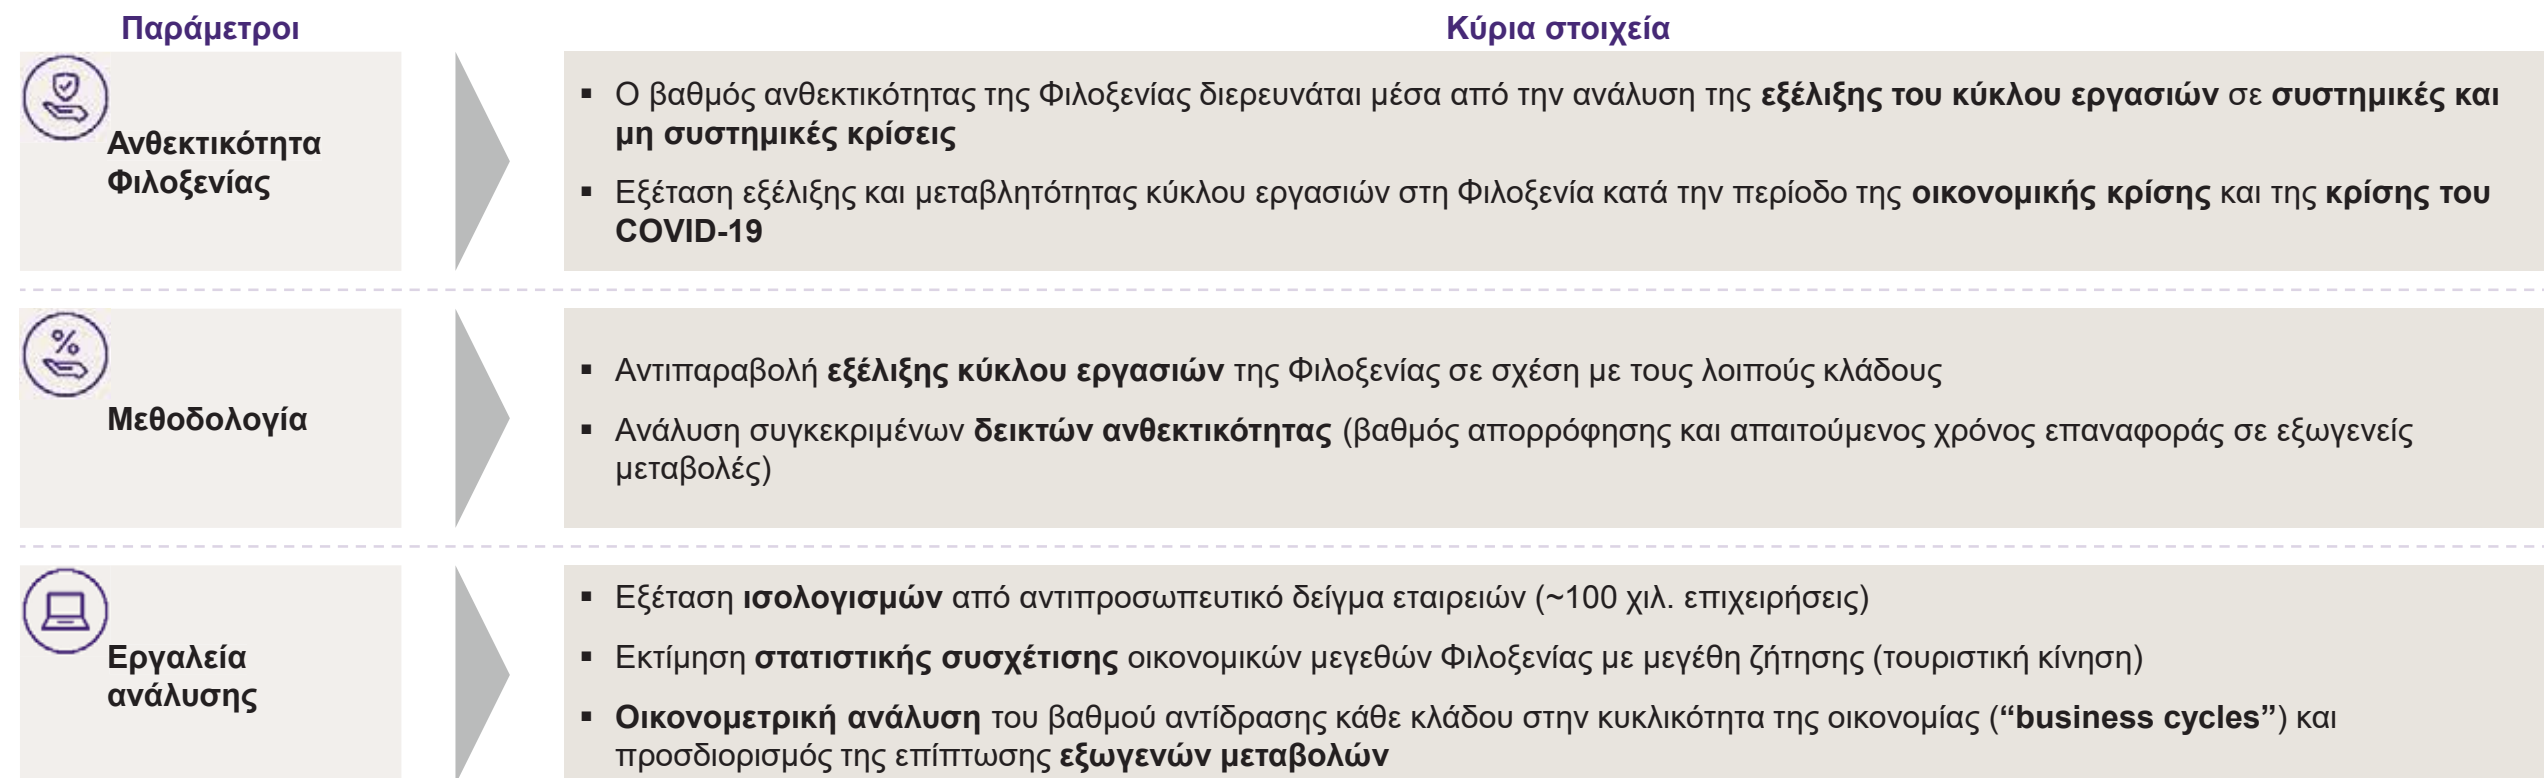 Παράμετροι
Κύρια στοιχεία
Ανθεκτικότητα
Φιλοξενίας
▪ Ο βαθμός ανθεκτικότητας της Φιλοξενίας διερευνάται μέσα από την ανάλυση της εξέλιξης του κύκλου εργασιών σε συστημικές και
μη συστημικές κρίσεις
▪ Εξέταση εξέλιξης και μεταβλητότητας κύκλου εργασιών στη Φιλοξενία κατά την περίοδο της οικονομικής κρίσης και της κρίσης του
COVID-19
Μεθοδολογία
▪ Αντιπαραβολή εξέλιξης κύκλου εργασιών της Φιλοξενίας σε σχέση με τους λοιπούς κλάδους
▪ Ανάλυση συγκεκριμένων δεικτών ανθεκτικότητας (βαθμός απορρόφησης και απαιτούμενος χρόνος επαναφοράς σε εξωγενείς
μεταβολές)
Εργαλεία
ανάλυσης
▪ Εξέταση ισολογισμών από αντιπροσωπευτικό δείγμα εταιρειών (~100 χιλ. επιχειρήσεις)
▪ Εκτίμηση στατιστικής συσχέτισης οικονομικών μεγεθών Φιλοξενίας με μεγέθη ζήτησης (τουριστική κίνηση)
▪ Οικονομετρική ανάλυση του βαθμού αντίδρασης κάθε κλάδου στην κυκλικότητα της οικονομίας (“business cycles”) και
προσδιορισμός της επίπτωσης εξωγενών μεταβολών